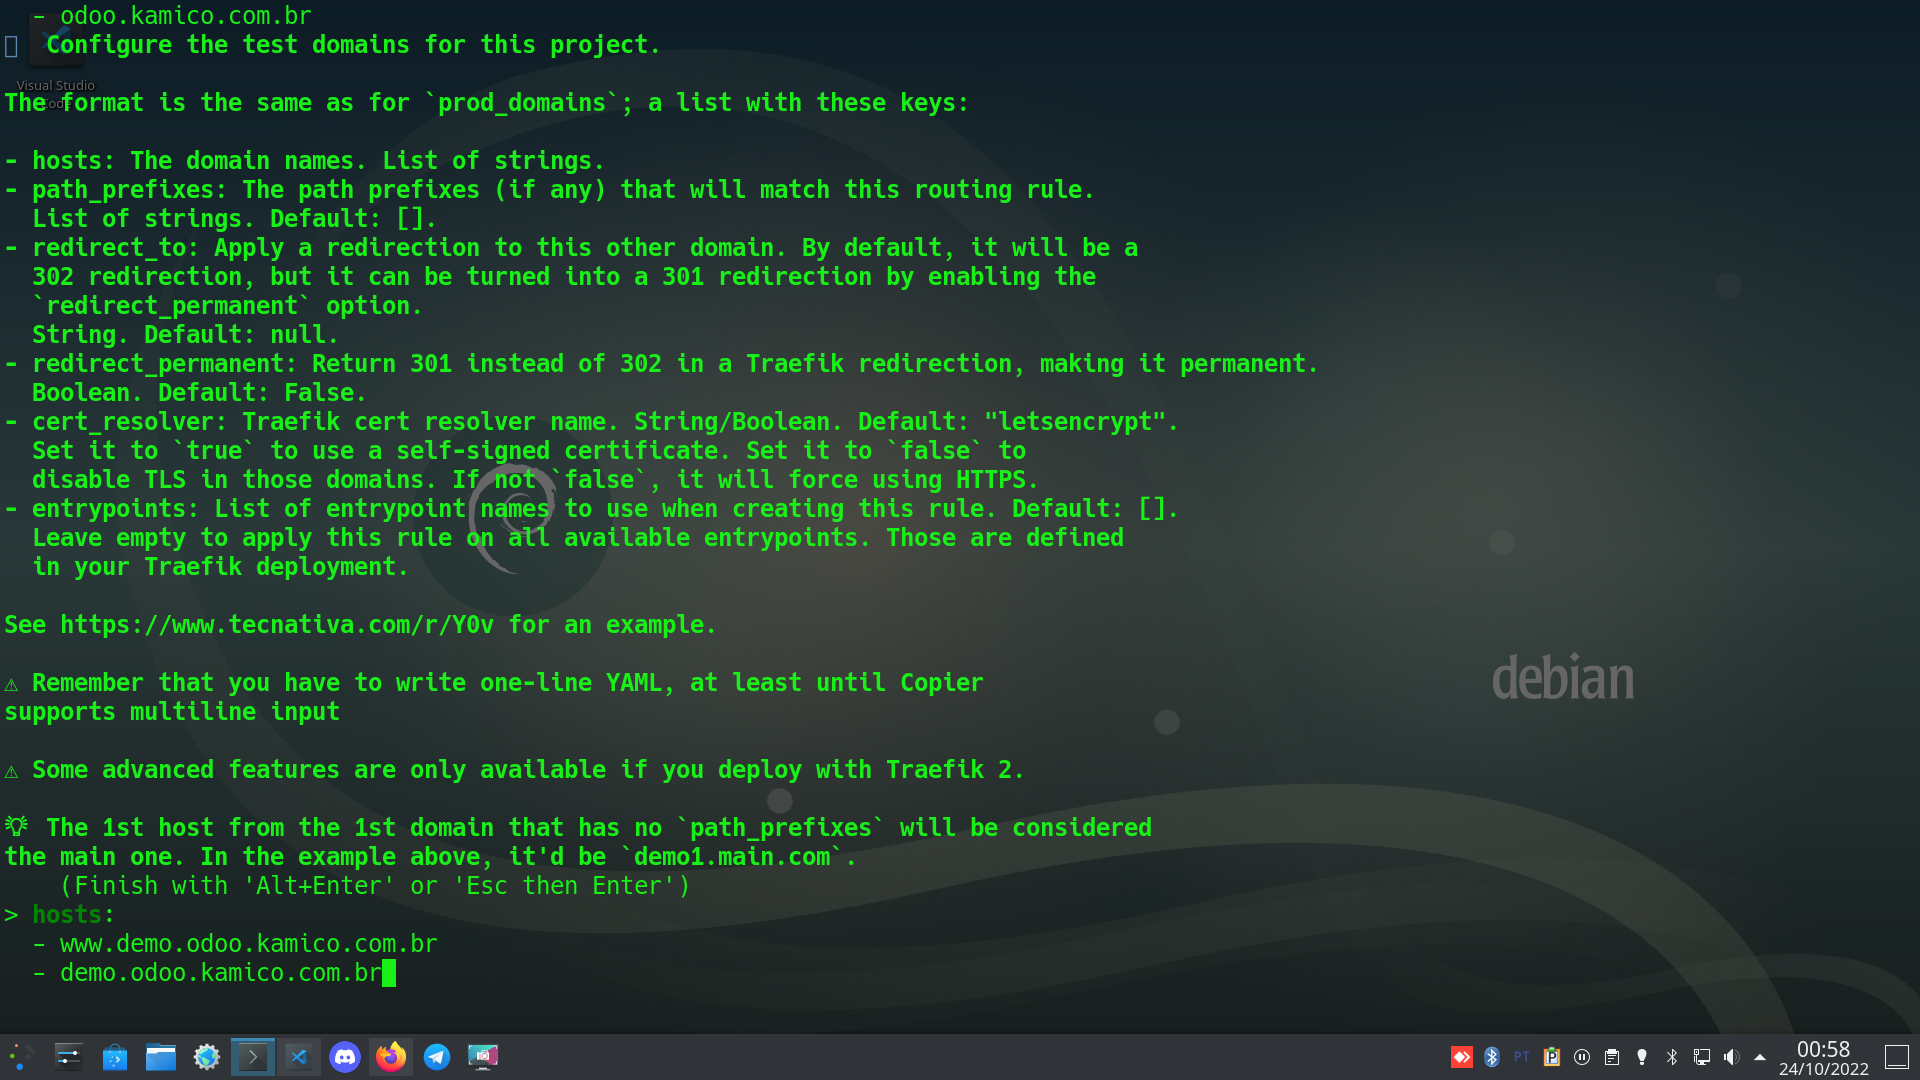 - odoo.kamico.com.br
Configure the test domains for this project.
Visual Studio
Code
The format is the same as for `prod_domains`; a list with these keys:
- hosts: The domain names. List of strings.
- path_prefixes: The path prefixes (if any) that will match this routing rule.
List of strings. Default: [].
- redirect_to: Apply a redirection to this other domain. By default, it will be a
302 redirection, but it can be turned into a 301 redirection by enabling the
`redirect_permanent` option.
String. Default: null.
- redirect_permanent: Return 301 instead of 302 in a Traefik redirection, making it permanent.
Boolean. Default: False.
- cert_resolver: Traefik cert resolver name. String/Boolean. Default: "letsencrypt".
Set it to `true` to use a self-signed certificate. Set it to `false` to
disable TLS in those domains. If not `false`, it will force using HTTPS.
- entrypoints: List of entrypoint names to use when creating this rule. Default: [].
Leave empty to apply this rule on all available entrypoints. Those are defined
in your Traefik deployment.
See https://www.tecnativa.com/r/Y0v for an example.
⚠ Remember that you have to write one-line YAML, at least until Copier
supports multiline input
debian
⚠ Some advanced features are only available if you deploy with Traefik 2.
💡 The 1st host from the 1st domain that has no `path_prefixes` will be considered
the main one. In the example above, it'd be `demo1.main.com`.
(Finish with 'Alt+Enter' or 'Esc then Enter')
> hosts:
- www.demo.odoo.kamico.com.br
- demo.odoo.kamico.com.br
PT
00:58
24/10/2022